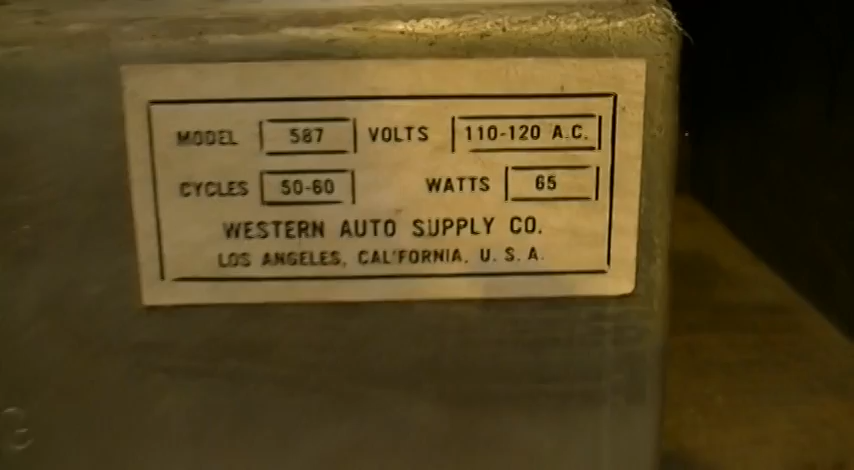 MODEL 587 VOLTS 110-120 A.C.
CYCLES 50-60 WATTS 65
WESTERN AUTO SUPPLY CO.
LOS ANGELES, CALIFORNIA, U. S. A.